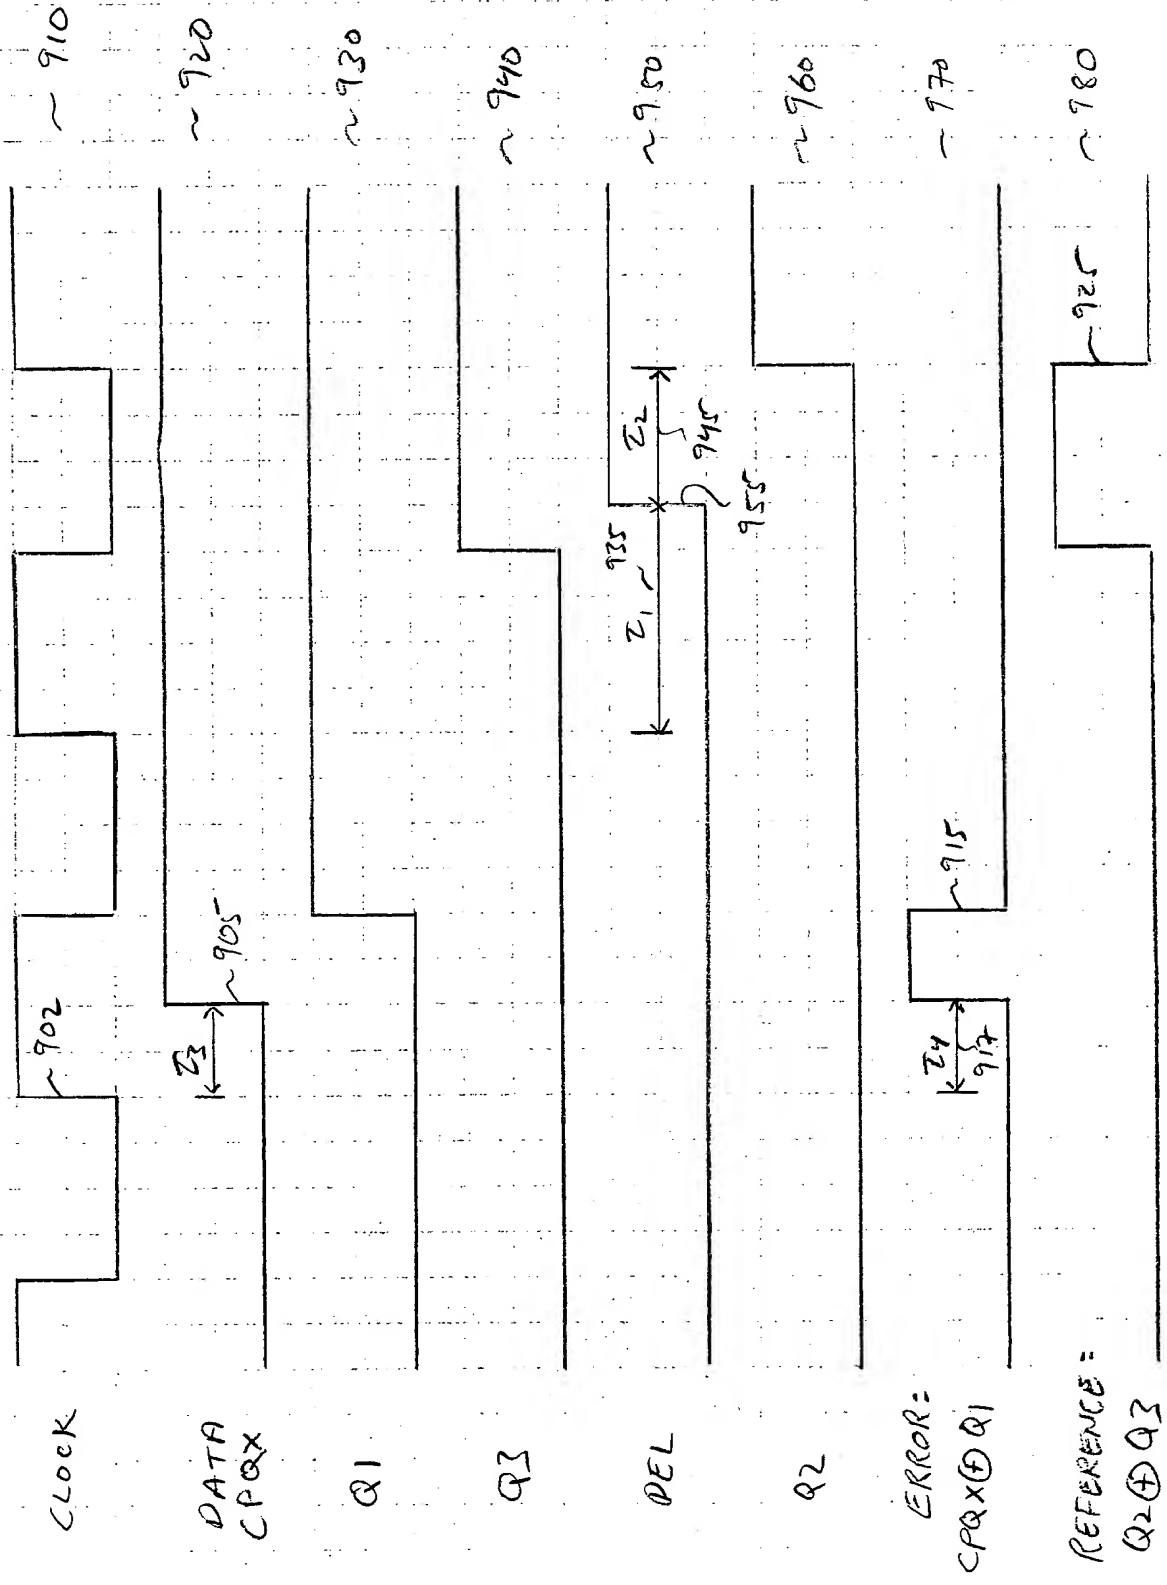 CLOCK
902
~ 910
DATA
CPQX
τ3
~ 905
~ 920
Q1
~ 930
Q3
~ 940
DEL
τ1 ~ 935
955
τ2
945
~ 950
Q2
~ 960
ERROR=
CPQX⊕Q1
τ4
917
~ 915
~ 970
REFERENCE=
Q2⊕Q3
~ 925
~ 980